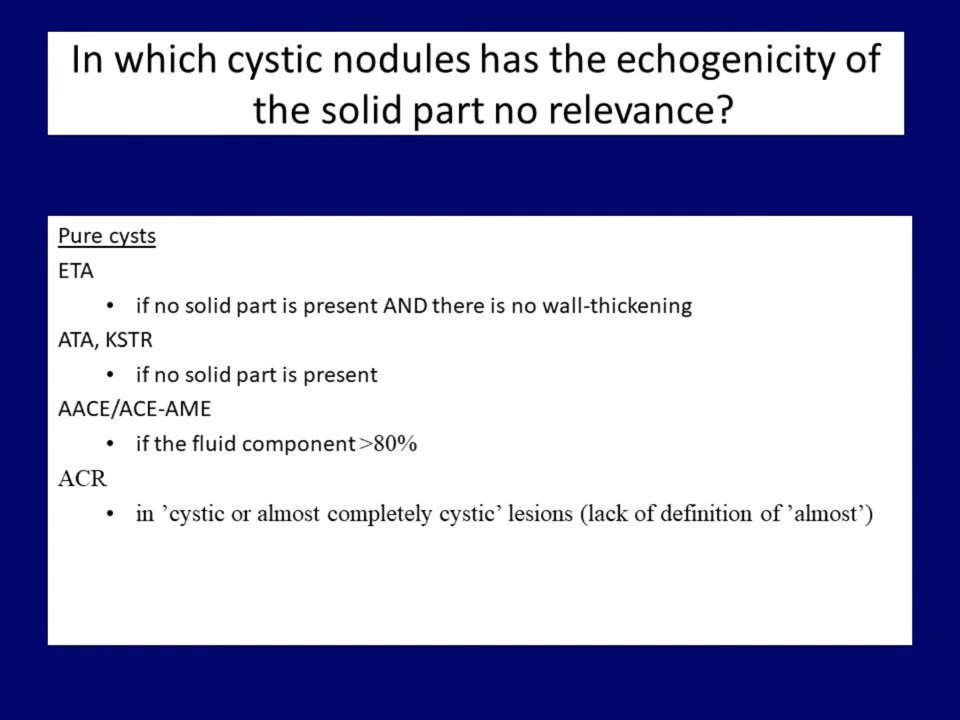 In which cystic nodules has the echogenicity of
the solid part no relevance?
Pure cysts
ETA
• if no solid part is present AND there is no wall-thickening
ATA, KSTR
• if no solid part is present
AACE/ACE-AME
• if the fluid component >80%
ACR
• in ’cystic or almost completely cystic’ lesions (lack of definition of ’almost’)